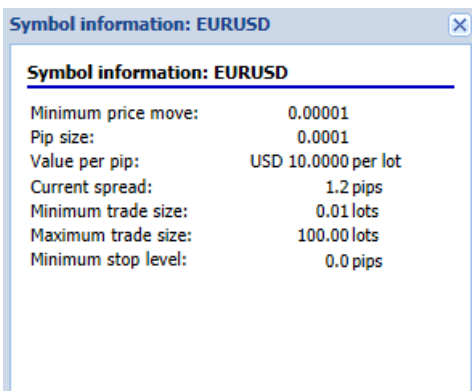 Symbol information: EURUSD
Symbol information: EURUSD
Minimum price move: 0.00001
Pip size: 0.0001
Value per pip: USD 10.0000 per lot
Current spread: 1.2 pips
Minimum trade size: 0.01 lots
Maximum trade size: 100.00 lots
Minimum stop level: 0.0 pips